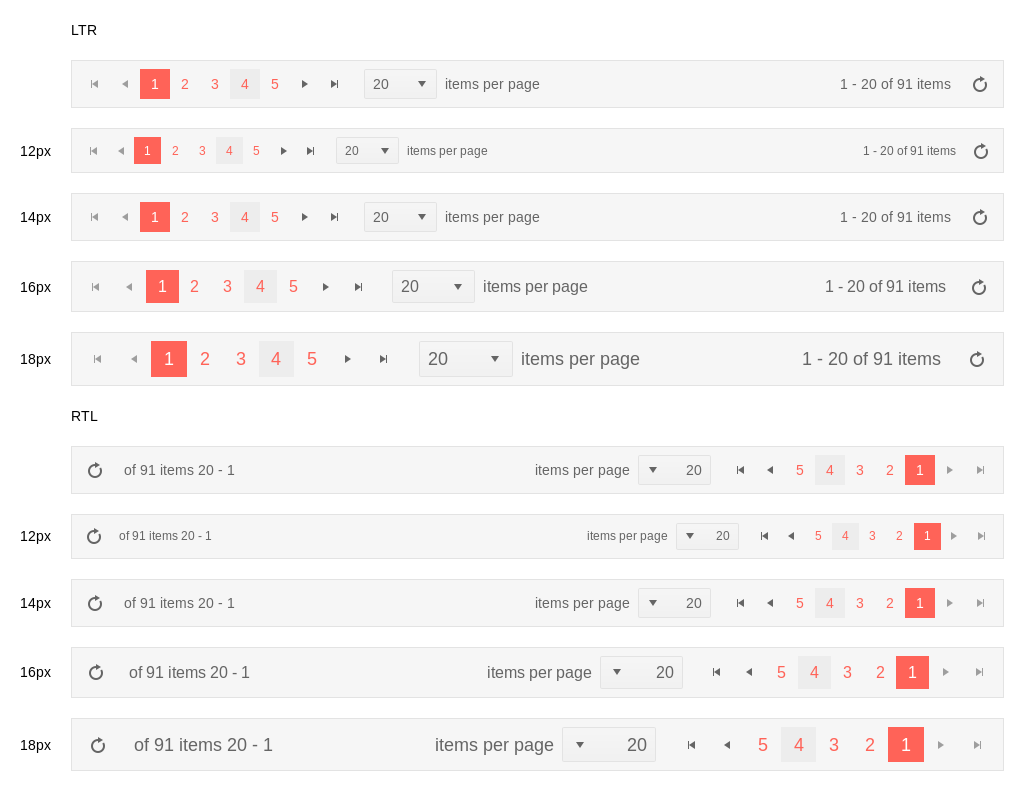 LTR
1 2 3 4 5 20 items per page 1 - 20 of 91 items
12px 1 2 3 4 5 20 items per page 1 - 20 of 91 items
14px 1 2 3 4 5 20 items per page 1 - 20 of 91 items
16px 1 2 3 4 5 20 items per page 1 - 20 of 91 items
18px 1 2 3 4 5 20 items per page 1 - 20 of 91 items
RTL
of 91 items 20 - 1 items per page 20 5 4 3 2 1
12px of 91 items 20 - 1 items per page 20 5 4 3 2 1
14px of 91 items 20 - 1 items per page 20 5 4 3 2 1
16px of 91 items 20 - 1 items per page 20 5 4 3 2 1
18px of 91 items 20 - 1 items per page 20 5 4 3 2 1